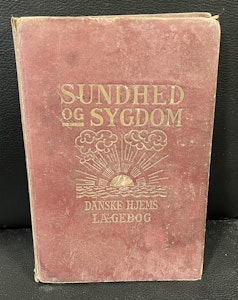 SUNDHED
OG SYGDOM
DANSKE HJEMS
LÆGEBOG